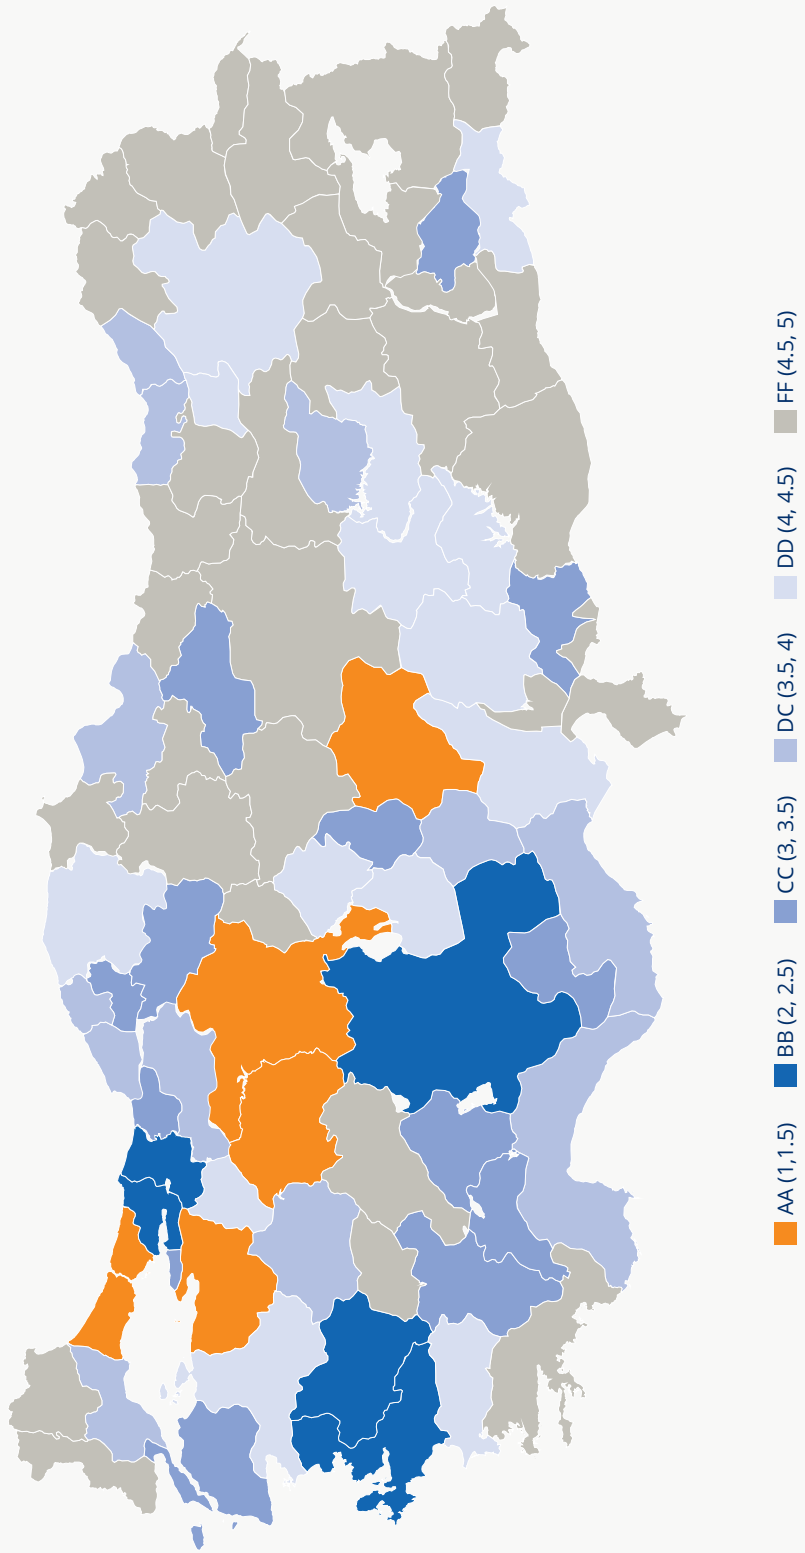 AA (1,1.5)
BB (2, 2.5)
CC (3, 3.5)
DC (3.5, 4)
DD (4, 4.5)
FF (4.5, 5)